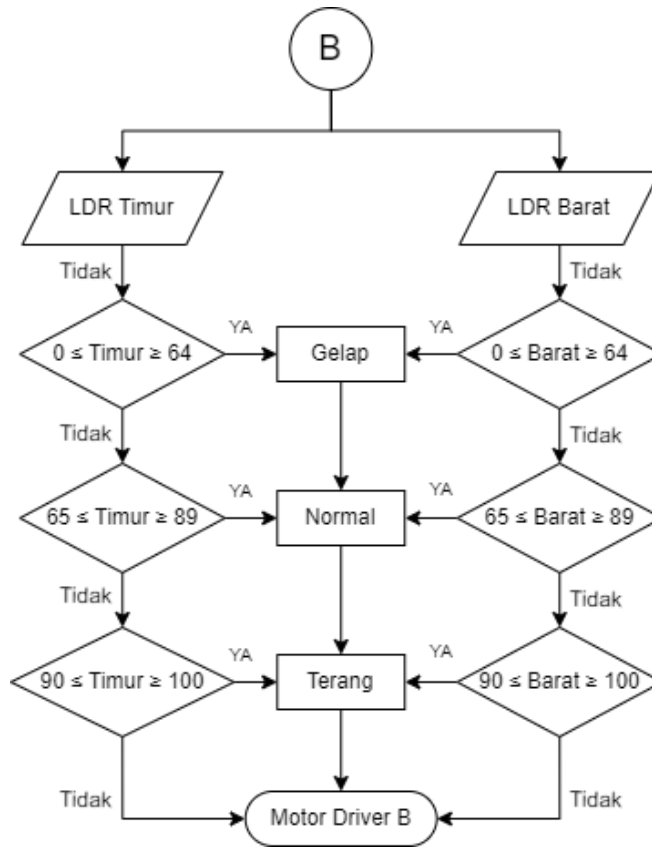 B
LDR Timur
LDR Barat
Tidak
Tidak
0 ≤ Timur ≥ 64
YA
Gelap
YA
0 ≤ Barat ≥ 64
Tidak
Tidak
65 ≤ Timur ≥ 89
YA
Normal
YA
65 ≤ Barat ≥ 89
Tidak
Tidak
90 ≤ Timur ≥ 100
YA
Terang
YA
90 ≤ Barat ≥ 100
Tidak
Motor Driver B
Tidak